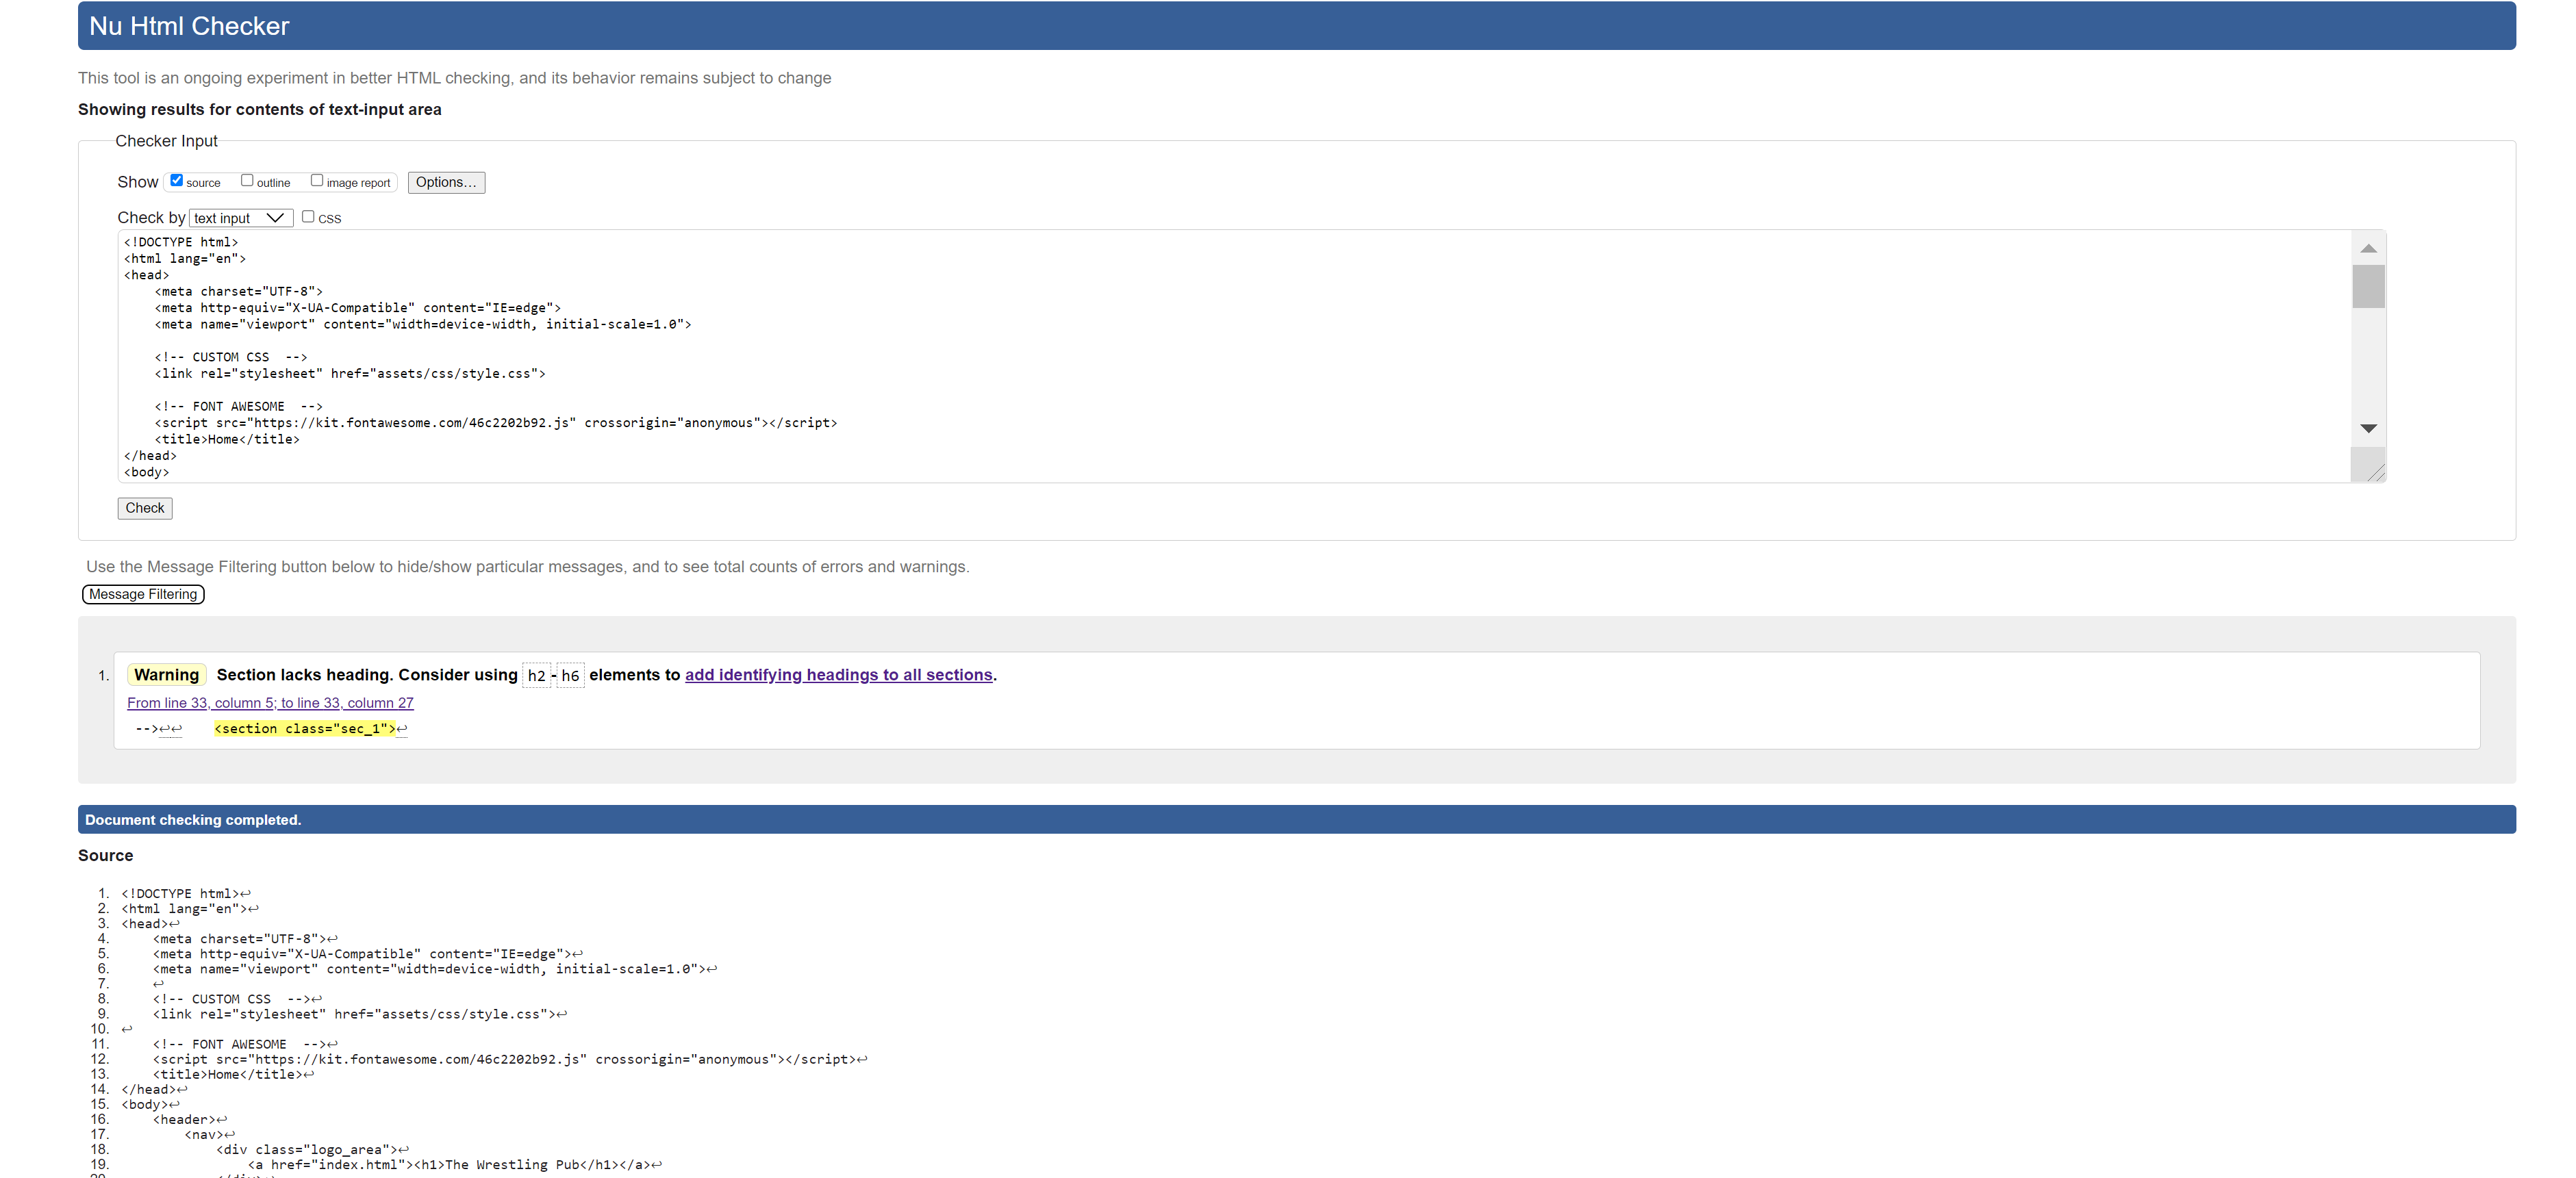 Nu Html Checker
This tool is an ongoing experiment in better HTML checking, and its behavior remains subject to change
Showing results for contents of text-input area
Checker Input
Show source outline image report Options...
Check by text input CSS
<!DOCTYPE html>
<html lang="en">
<head>
    <meta charset="UTF-8">
    <meta http-equiv="X-UA-Compatible" content="IE=edge">
    <meta name="viewport" content="width=device-width, initial-scale=1.0">
    <!-- CUSTOM CSS  -->
    <link rel="stylesheet" href="assets/css/style.css">
    <!-- FONT AWESOME  -->
    <script src="https://kit.fontawesome.com/46c2202b92.js" crossorigin="anonymous"></script>
    <title>Home</title>
</head>
<body>
Check
Use the Message Filtering button below to hide/show particular messages, and to see total counts of errors and warnings.
Message Filtering
1. Warning Section lacks heading. Consider using h2-h6 elements to add identifying headings to all sections.
From line 33, column 5; to line 33, column 27
-->↩↩    <section class="sec_1">↩
Document checking completed.
Source
1. <!DOCTYPE html>↩
2. <html lang="en">↩
3. <head>↩
4.     <meta charset="UTF-8">↩
5.     <meta http-equiv="X-UA-Compatible" content="IE=edge">↩
6.     <meta name="viewport" content="width=device-width, initial-scale=1.0">↩
7.     ↩
8.     <!-- CUSTOM CSS  -->↩
9.     <link rel="stylesheet" href="assets/css/style.css">↩
10. ↩
11.     <!-- FONT AWESOME  -->↩
12.     <script src="https://kit.fontawesome.com/46c2202b92.js" crossorigin="anonymous"></script>↩
13.     <title>Home</title>↩
14. </head>↩
15. <body>↩
16.     <header>↩
17.         <nav>↩
18.             <div class="logo_area">↩
19.                 <a href="index.html"><h1>The Wrestling Pub</h1></a>↩